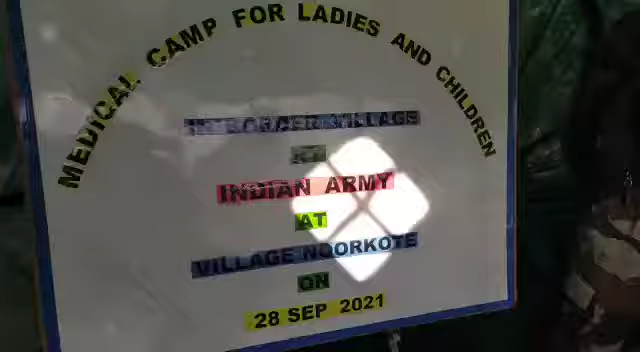 MEDICAL CAMP FOR LADIES AND CHILDREN
IN BORDER VILLAGE
BY
INDIAN ARMY
AT
VILLAGE NOORKOTE
ON
28 SEP 2021